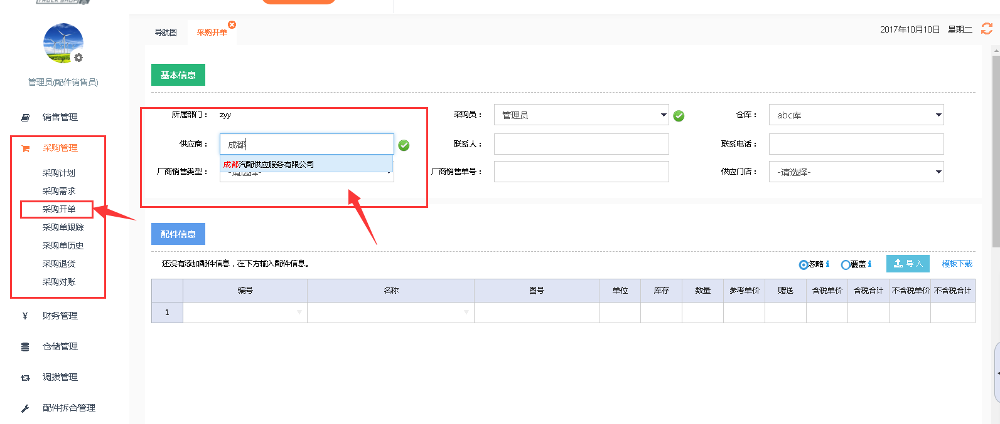 TRUCK SHOP
导航图
采购开单
2017年10月10日 星期二
管理员(配件销售员)
销售管理
采购管理
采购计划
采购需求
采购开单
采购单跟踪
采购单历史
采购退货
采购对账
¥ 财务管理
仓储管理
调拨管理
配件拆合管理
基本信息
所属部门： zyy
采购员： 管理员
仓库： abc库
供应商： 成都
成都汽配供应服务有限公司
联系人：
联系电话：
厂商销售类型： -请选择-
厂商销售单号：
供应门店： -请选择-
配件信息
还没有添加配件信息，在下方输入配件信息。
忽略 i 覆盖 i 导入 模板下载
编号 名称 图号 单位 库存 数量 参考单价 赠送 含税单价 含税合计 不含税单价 不含税合计
1